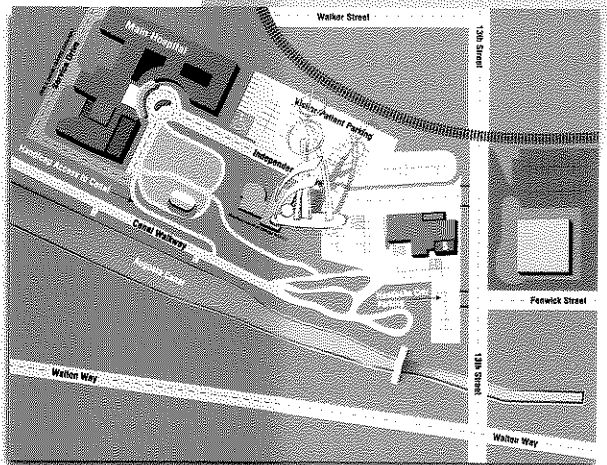 Walker Street
13th Street
Main Hospital
Visitor/Patient Parking
Handicap Access to Canal
Canal Walkway
Augusta Canal
Fenwick Street
13th Street
Walton Way
Walton Way